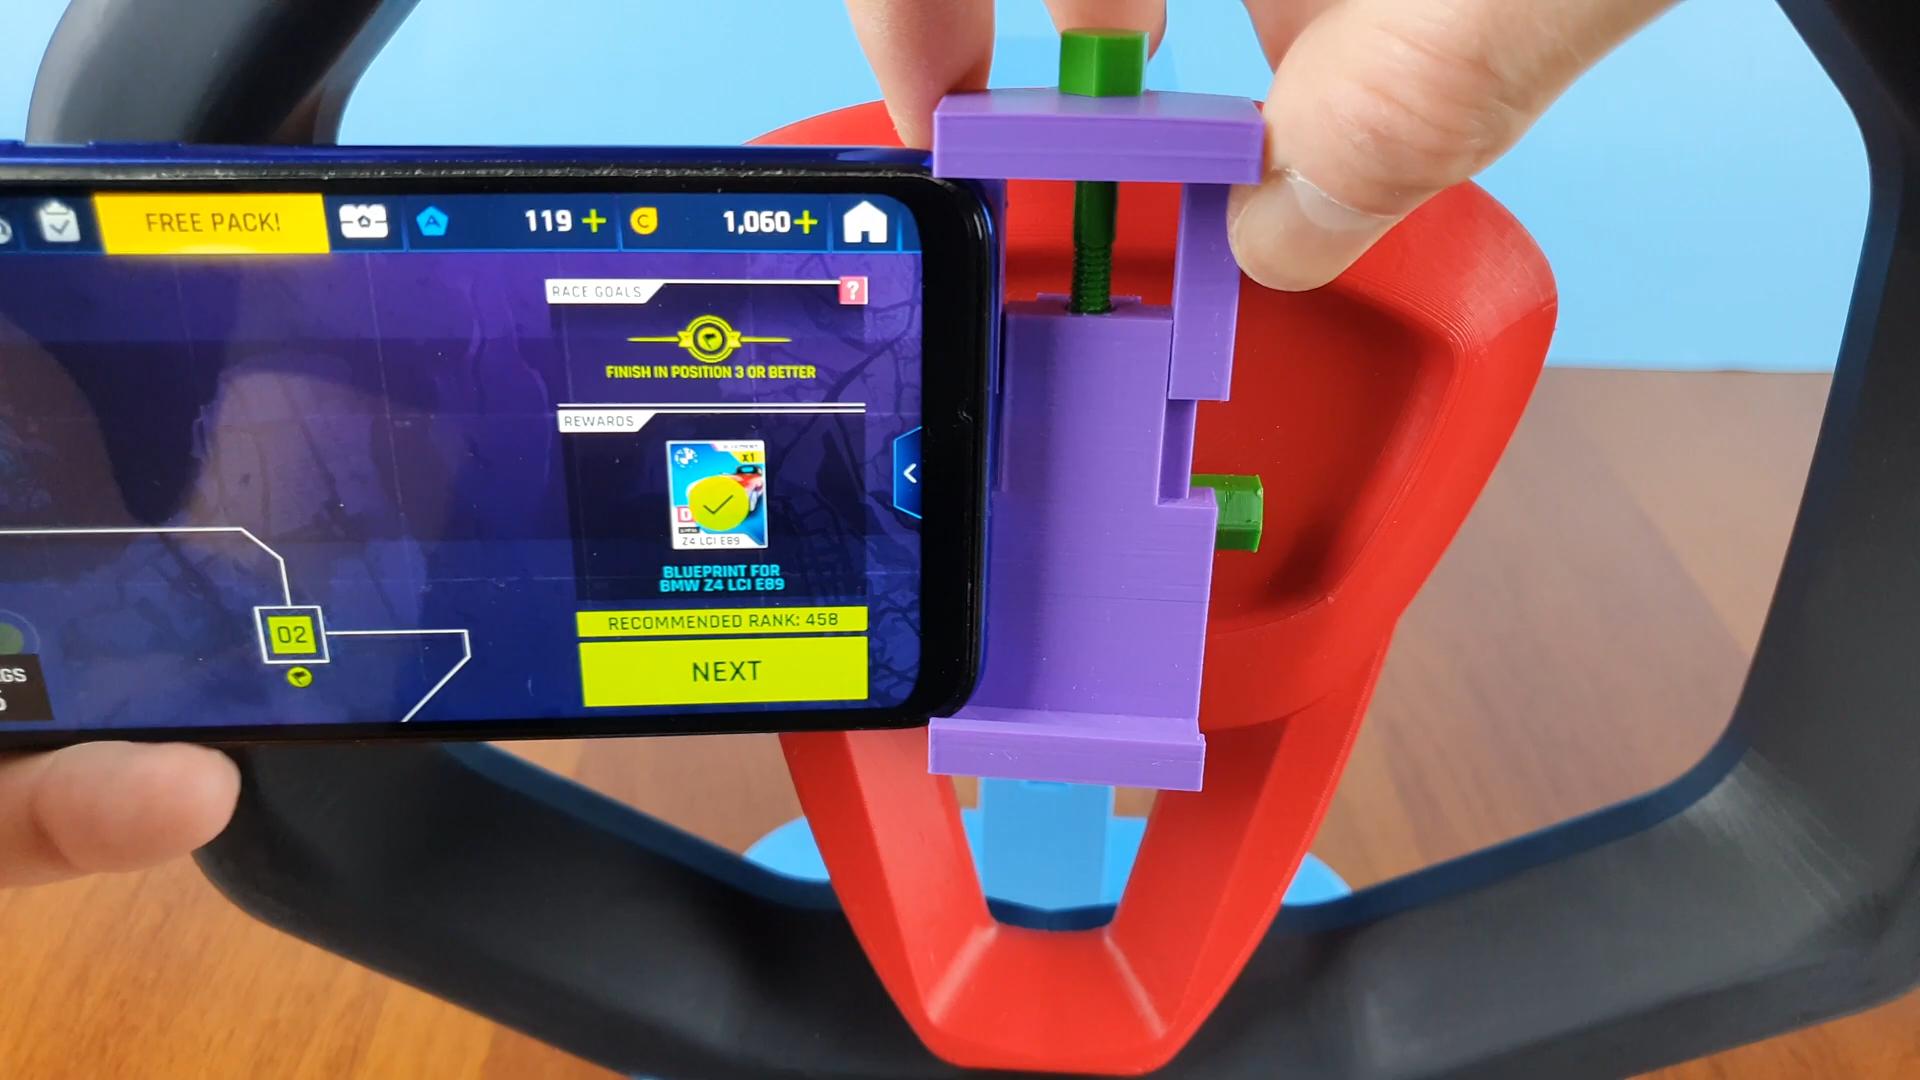 FREE PACK!
119 +
1,060+
RACE GOALS ?
FINISH IN POSITION 3 OR BETTER
REWARDS
X1
D
Z4 LCI E89
BLUEPRINT FOR
BMW Z4 LCI E89
RECOMMENDED RANK: 458
NEXT
02
GS